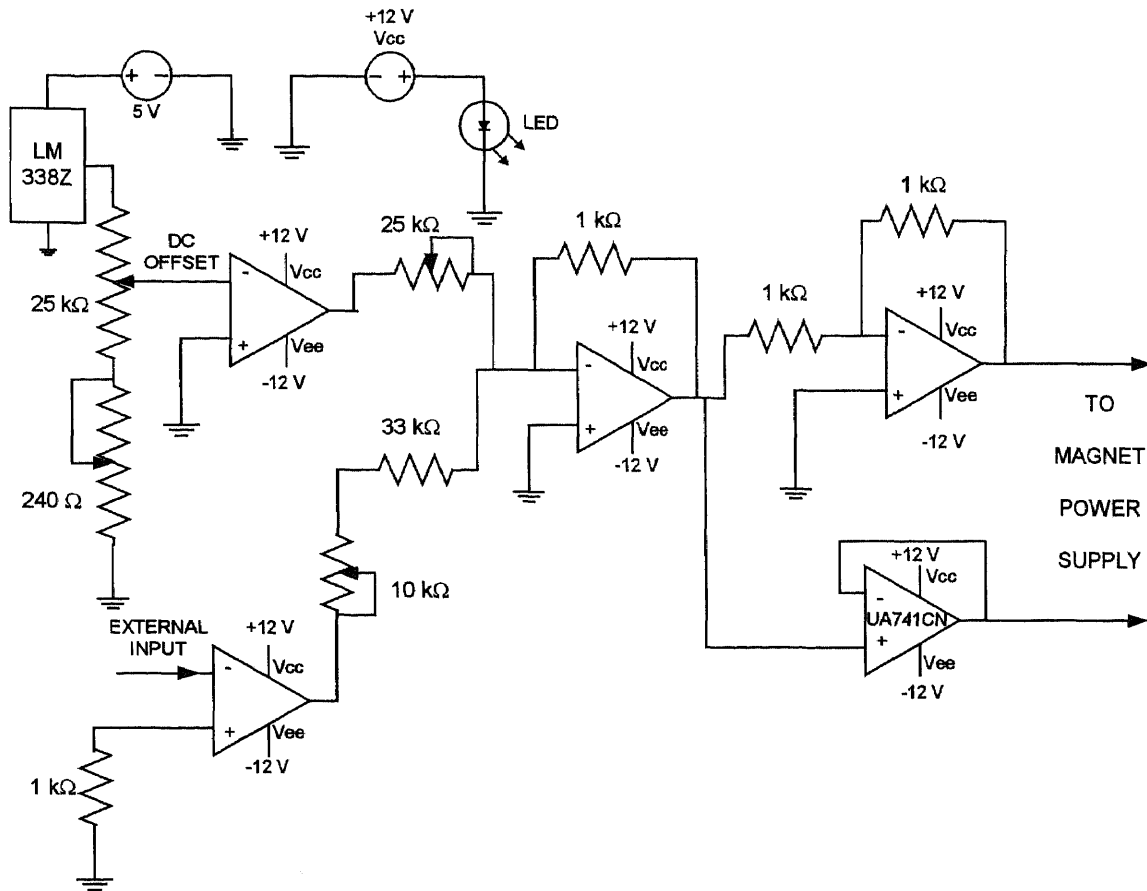 +12 V
Vcc
+ -
5 V
- +
LED
LM
338Z
DC
OFFSET
25 kΩ
240 Ω
+12 V
Vcc
-
+
Vee
-12 V
25 kΩ
33 kΩ
10 kΩ
EXTERNAL
INPUT
+12 V
Vcc
-
+
Vee
-12 V
1 kΩ
1 kΩ
+12 V
Vcc
-
+
Vee
-12 V
1 kΩ
1 kΩ
+12 V
Vcc
-
+
Vee
-12 V
+12 V
Vcc
-
UA741CN
+
Vee
-12 V
TO
MAGNET
POWER
SUPPLY